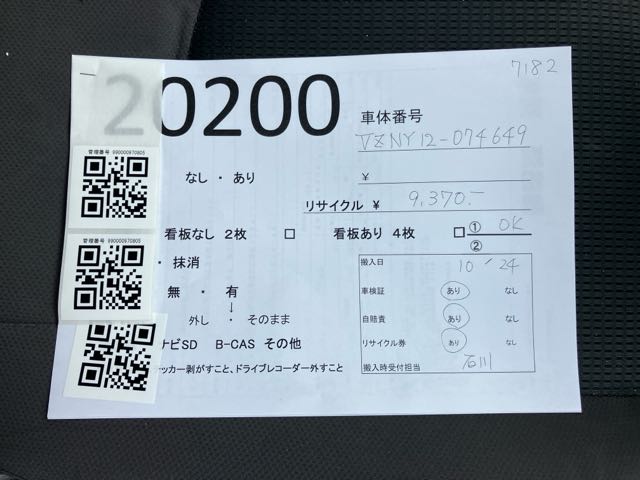 7182
20200
車体番号
VZNY12-074649
管理番号 990000970805
なし ・ あり
¥
リサイクル ¥ 9,370.-
看板なし 2枚 □ 看板あり 4枚 □ ① OK
②
管理番号 990000970805
・ 抹消
無 ・ 有
↓
外し ・ そのまま
ナビSD B-CAS その他
ッカー剥がすこと、ドライブレコーダー外すこと
搬入日
10 / 24
車検証 あり なし
自賠責 あり なし
リサイクル券 あり なし
搬入時受付担当 石川